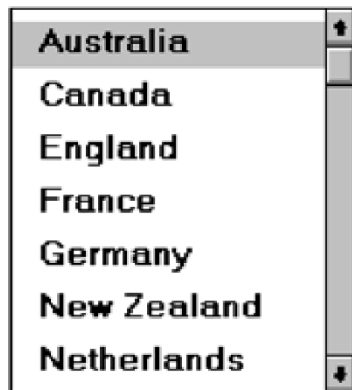 Australia
Canada
England
France
Germany
New Zealand
Netherlands